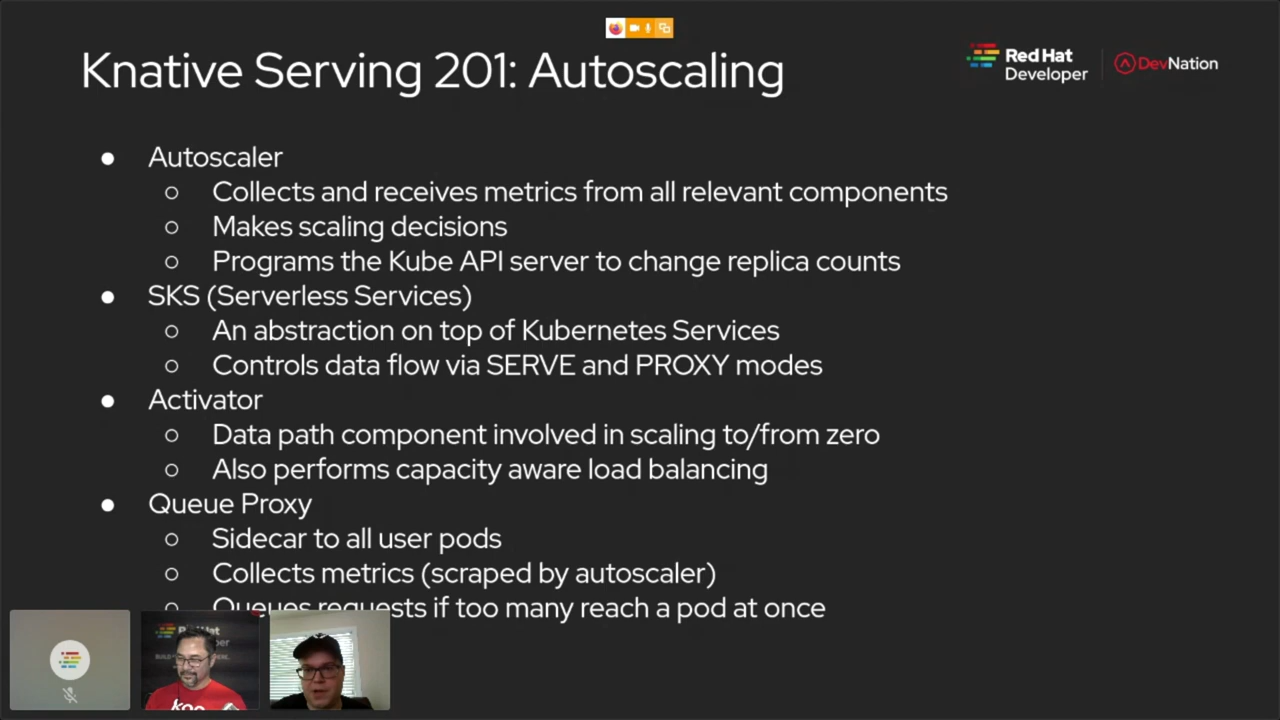 Knative Serving 201: Autoscaling
Red Hat
Developer
DevNation
● Autoscaler
○ Collects and receives metrics from all relevant components
○ Makes scaling decisions
○ Programs the Kube API server to change replica counts
● SKS (Serverless Services)
○ An abstraction on top of Kubernetes Services
○ Controls data flow via SERVE and PROXY modes
● Activator
○ Data path component involved in scaling to/from zero
○ Also performs capacity aware load balancing
● Queue Proxy
○ Sidecar to all user pods
○ Collects metrics (scraped by autoscaler)
○ Queues requests if too many reach a pod at once